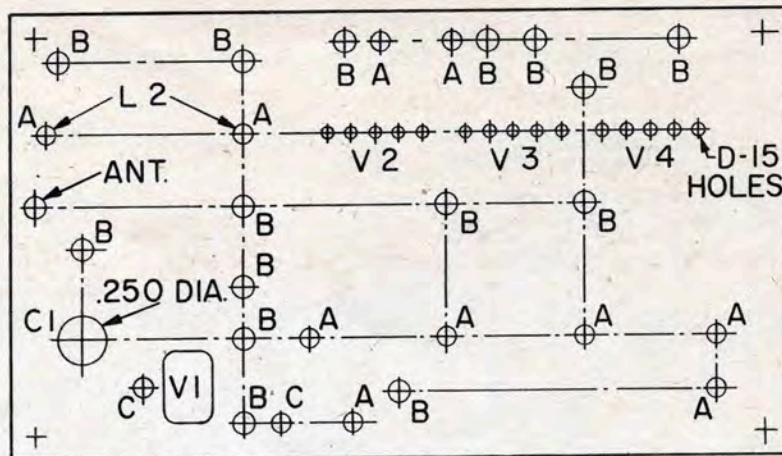 B B
B A A B B B
B
A L 2 A
V 2 V 3 V 4 D-15
HOLES
ANT.
B B B
B
B
.250 DIA.
C1 B A A A A
C V1 B C A B A